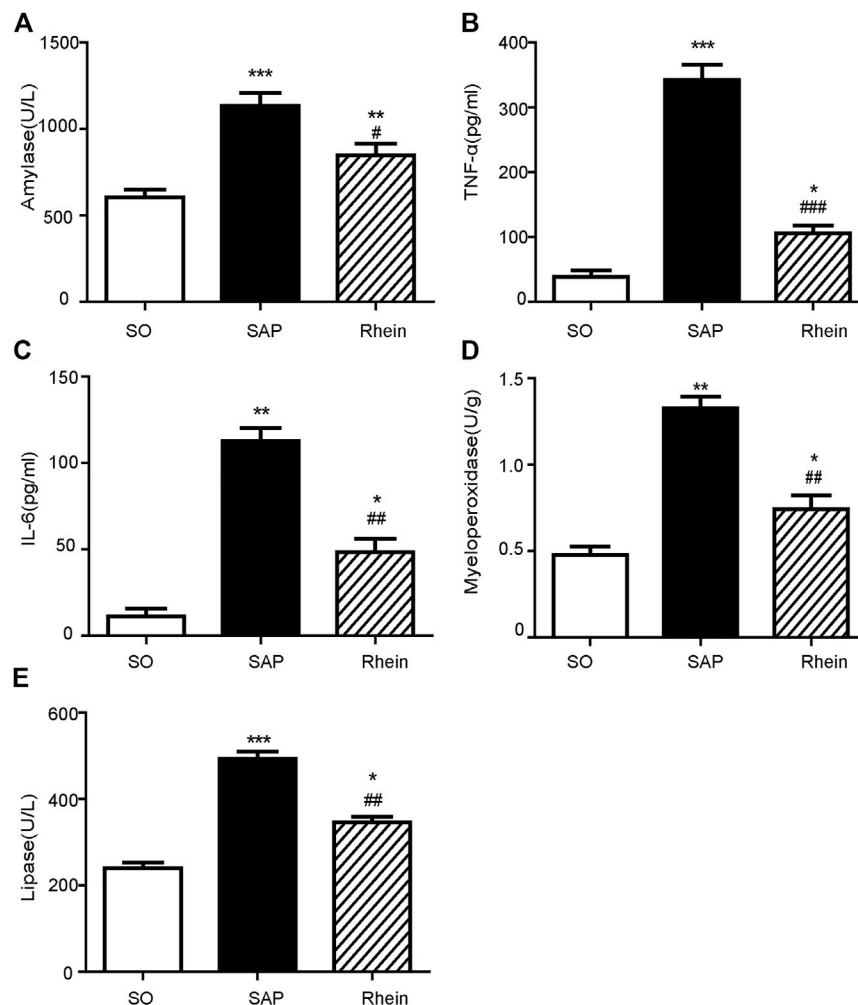 A
Amylase(U/L)
1500
1000
500
0
***
**
#
SO SAP Rhein
B
TNF-α(pg/ml)
400
300
200
100
0
***
*
###
SO SAP Rhein
C
IL-6(pg/ml)
150
100
50
0
**
*
##
SO SAP Rhein
D
Myeloperoxidase(U/g)
1.5
1.0
0.5
0
**
*
##
SO SAP Rhein
E
Lipase(U/L)
600
400
200
0
***
*
##
SO SAP Rhein